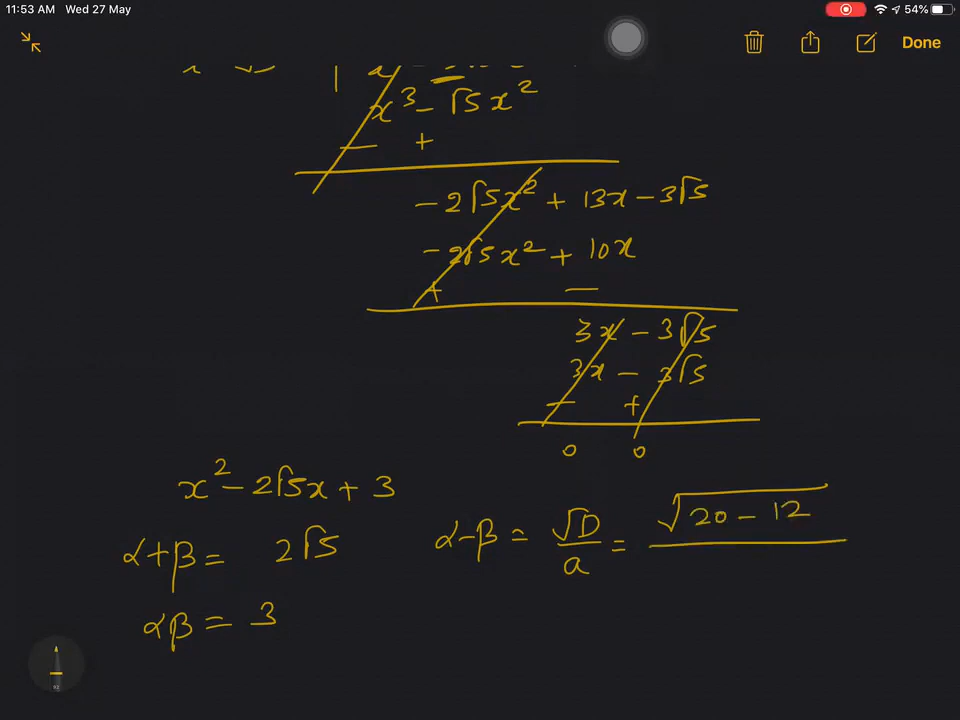 11:53 AM Wed 27 May 54%
Done
x³ - √5x²
- +
- 2√5x² + 13x - 3√5
- 2√5x² + 10x
+ -
3x - 3√5
3x - 3√5
- +
0 0
x² - 2√5x + 3
α+β = 2√5
α-β = √D/a = √20 - 12
αβ = 3